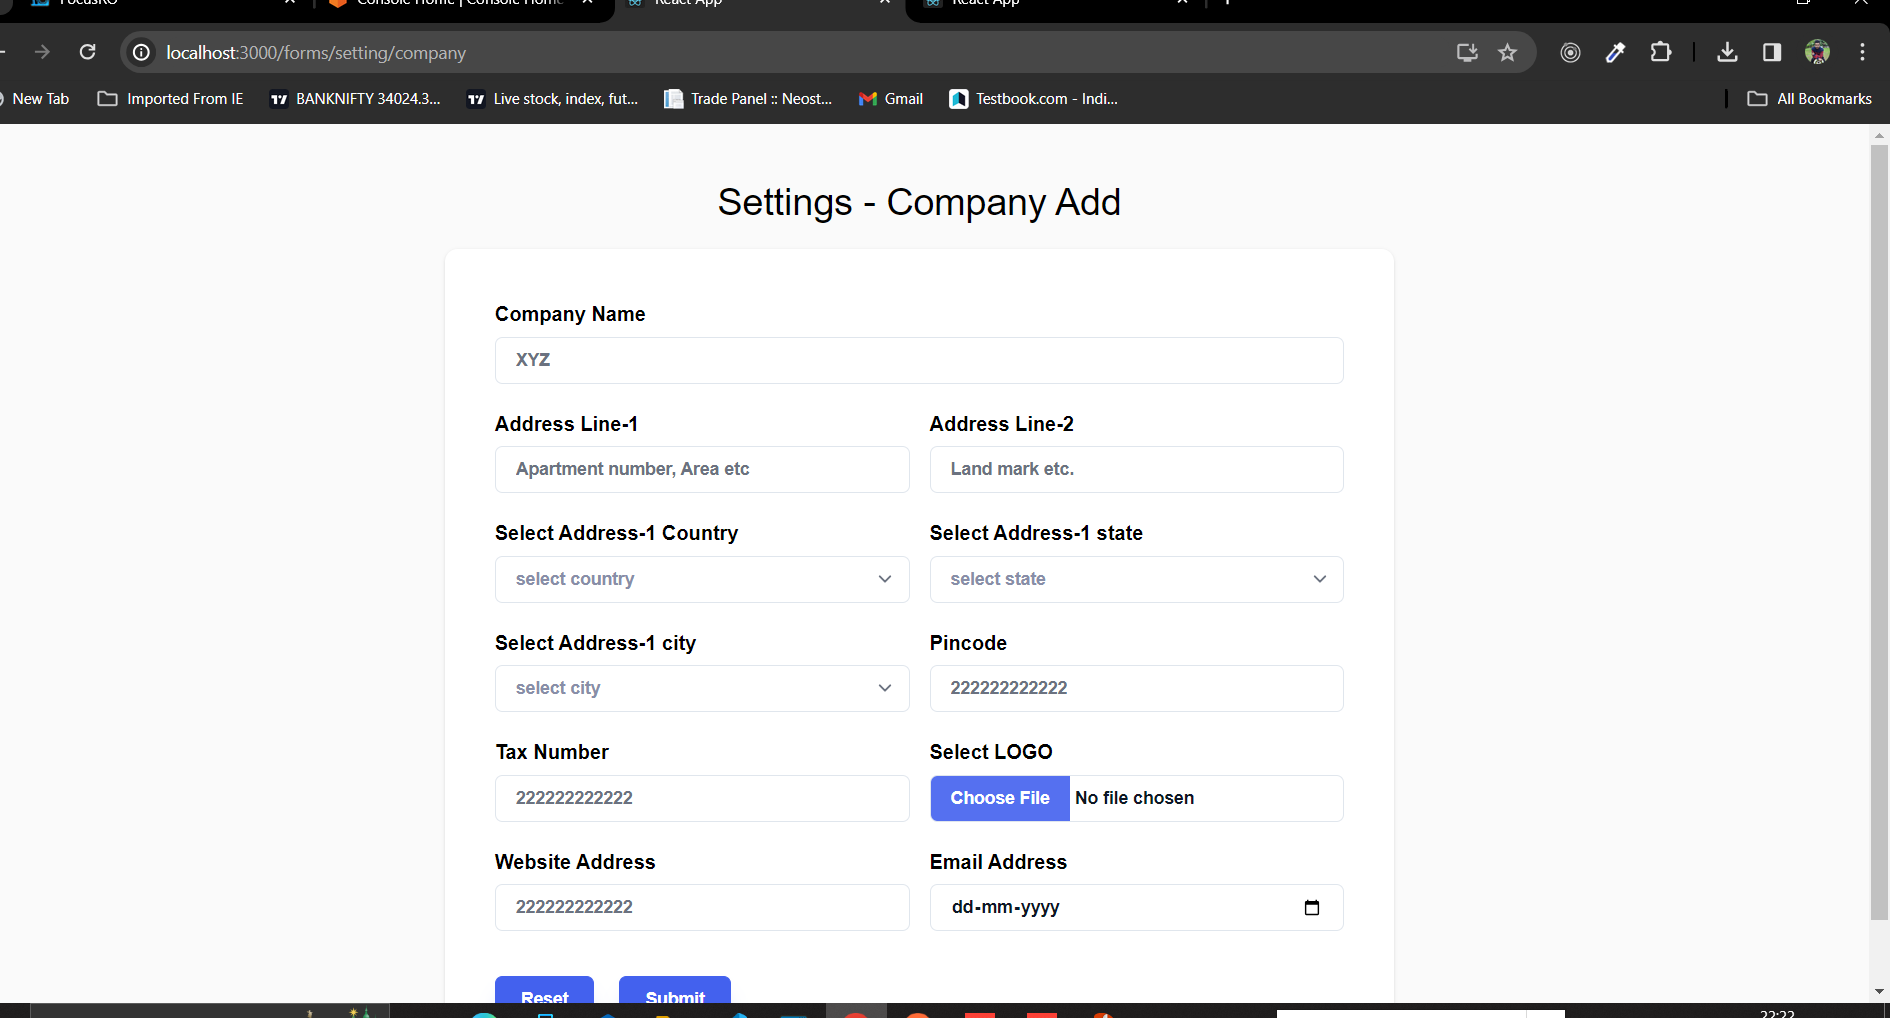 FocusRO
Console Home | Console Home
React App
React App
localhost:3000/forms/setting/company
New Tab
Imported From IE
BANKNIFTY 34024.3...
Live stock, index, fut...
Trade Panel :: Neost...
Gmail
Testbook.com - Indi...
All Bookmarks
Settings - Company Add
Company Name
XYZ
Address Line-1
Address Line-2
Apartment number, Area etc
Land mark etc.
Select Address-1 Country
Select Address-1 state
select country
select state
Select Address-1 city
Pincode
select city
222222222222
Tax Number
Select LOGO
222222222222
Choose File
No file chosen
Website Address
Email Address
222222222222
dd-mm-yyyy
Reset
Submit
22:22